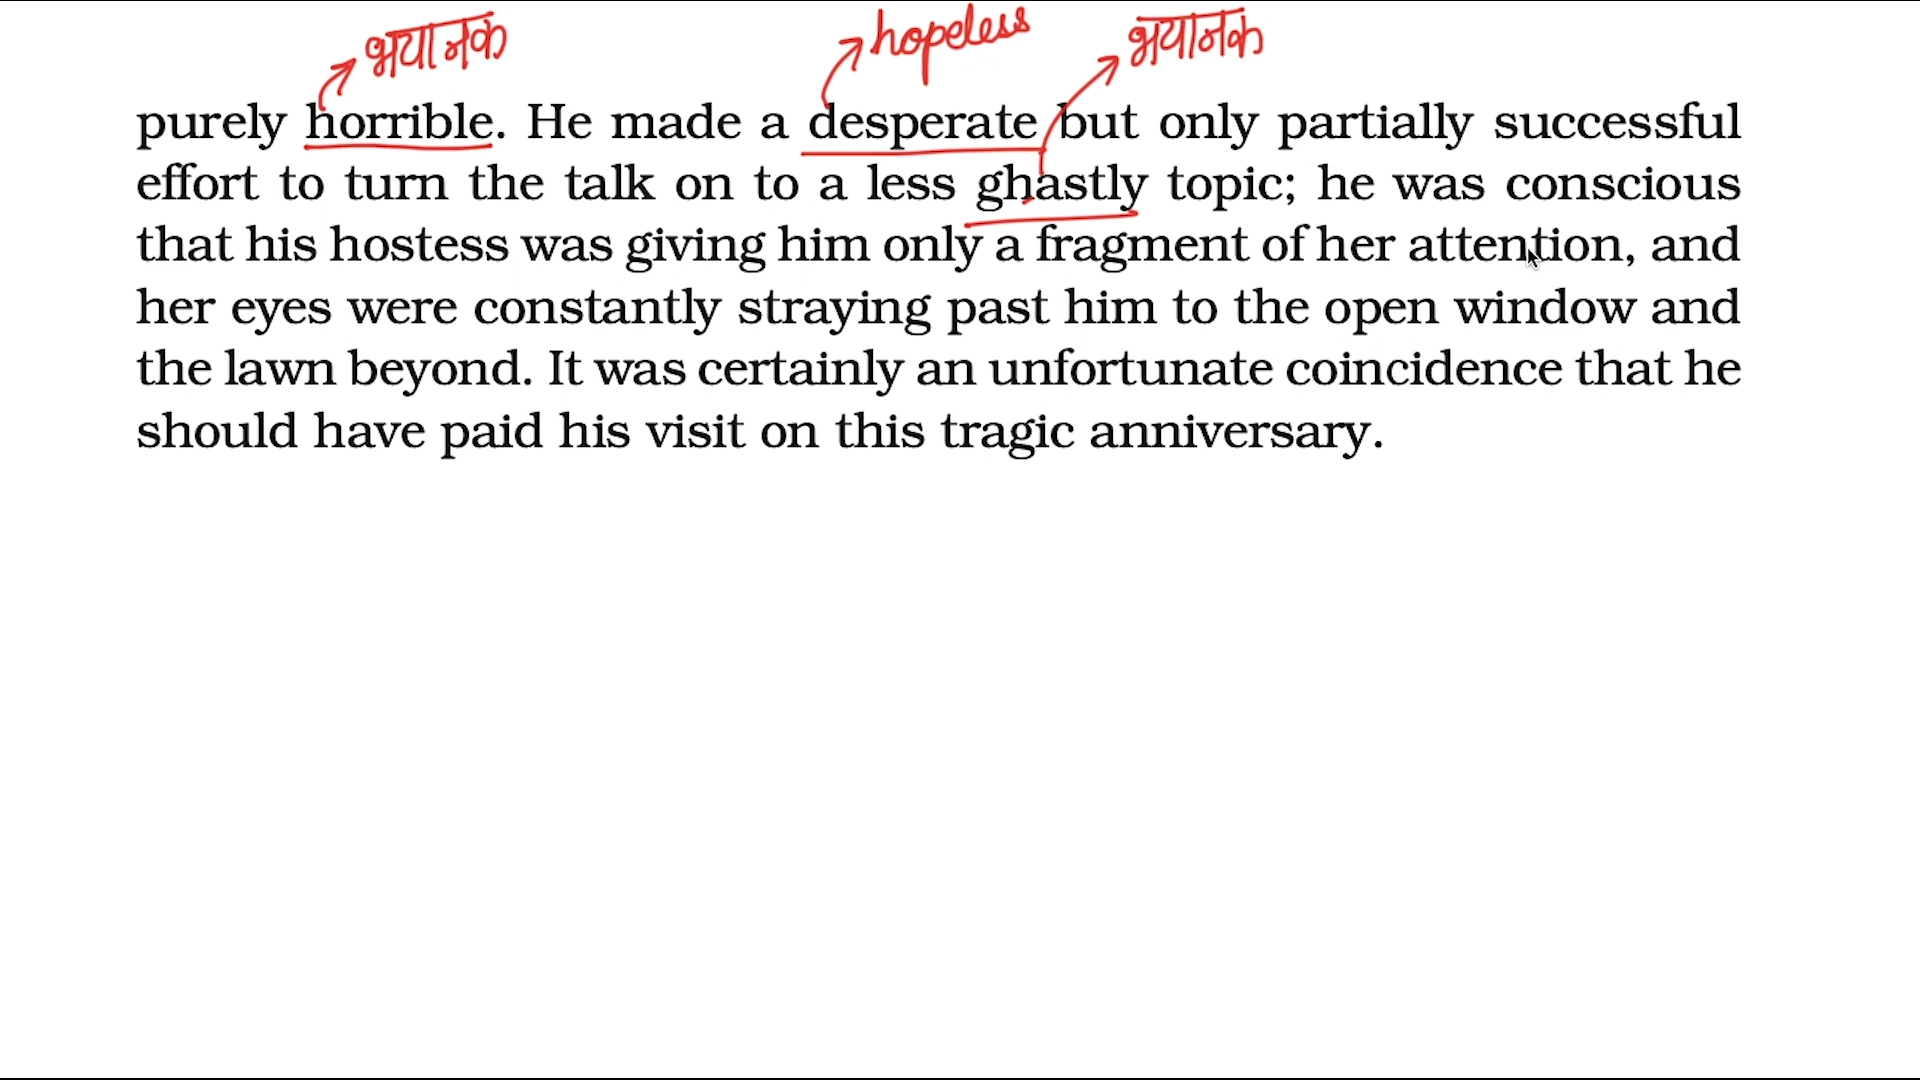 भयानक hopeless भयानक
purely horrible. He made a desperate but only partially successful
effort to turn the talk on to a less ghastly topic; he was conscious
that his hostess was giving him only a fragment of her attention, and
her eyes were constantly straying past him to the open window and
the lawn beyond. It was certainly an unfortunate coincidence that he
should have paid his visit on this tragic anniversary.